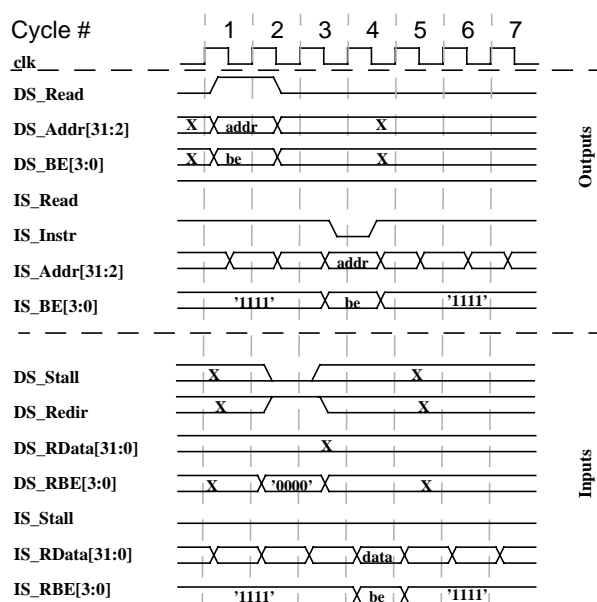 Cycle # 1 2 3 4 5 6 7
clk
DS_Read
DS_Addr[31:2] X addr X
DS_BE[3:0] X be X
IS_Read
IS_Instr
IS_Addr[31:2] addr
IS_BE[3:0] '1111' be '1111'
Outputs
DS_Stall X X
DS_Redir X X
DS_RData[31:0] X
DS_RBE[3:0] X '0000' X
IS_Stall
IS_RData[31:0] data
IS_RBE[3:0] '1111' be '1111'
Inputs